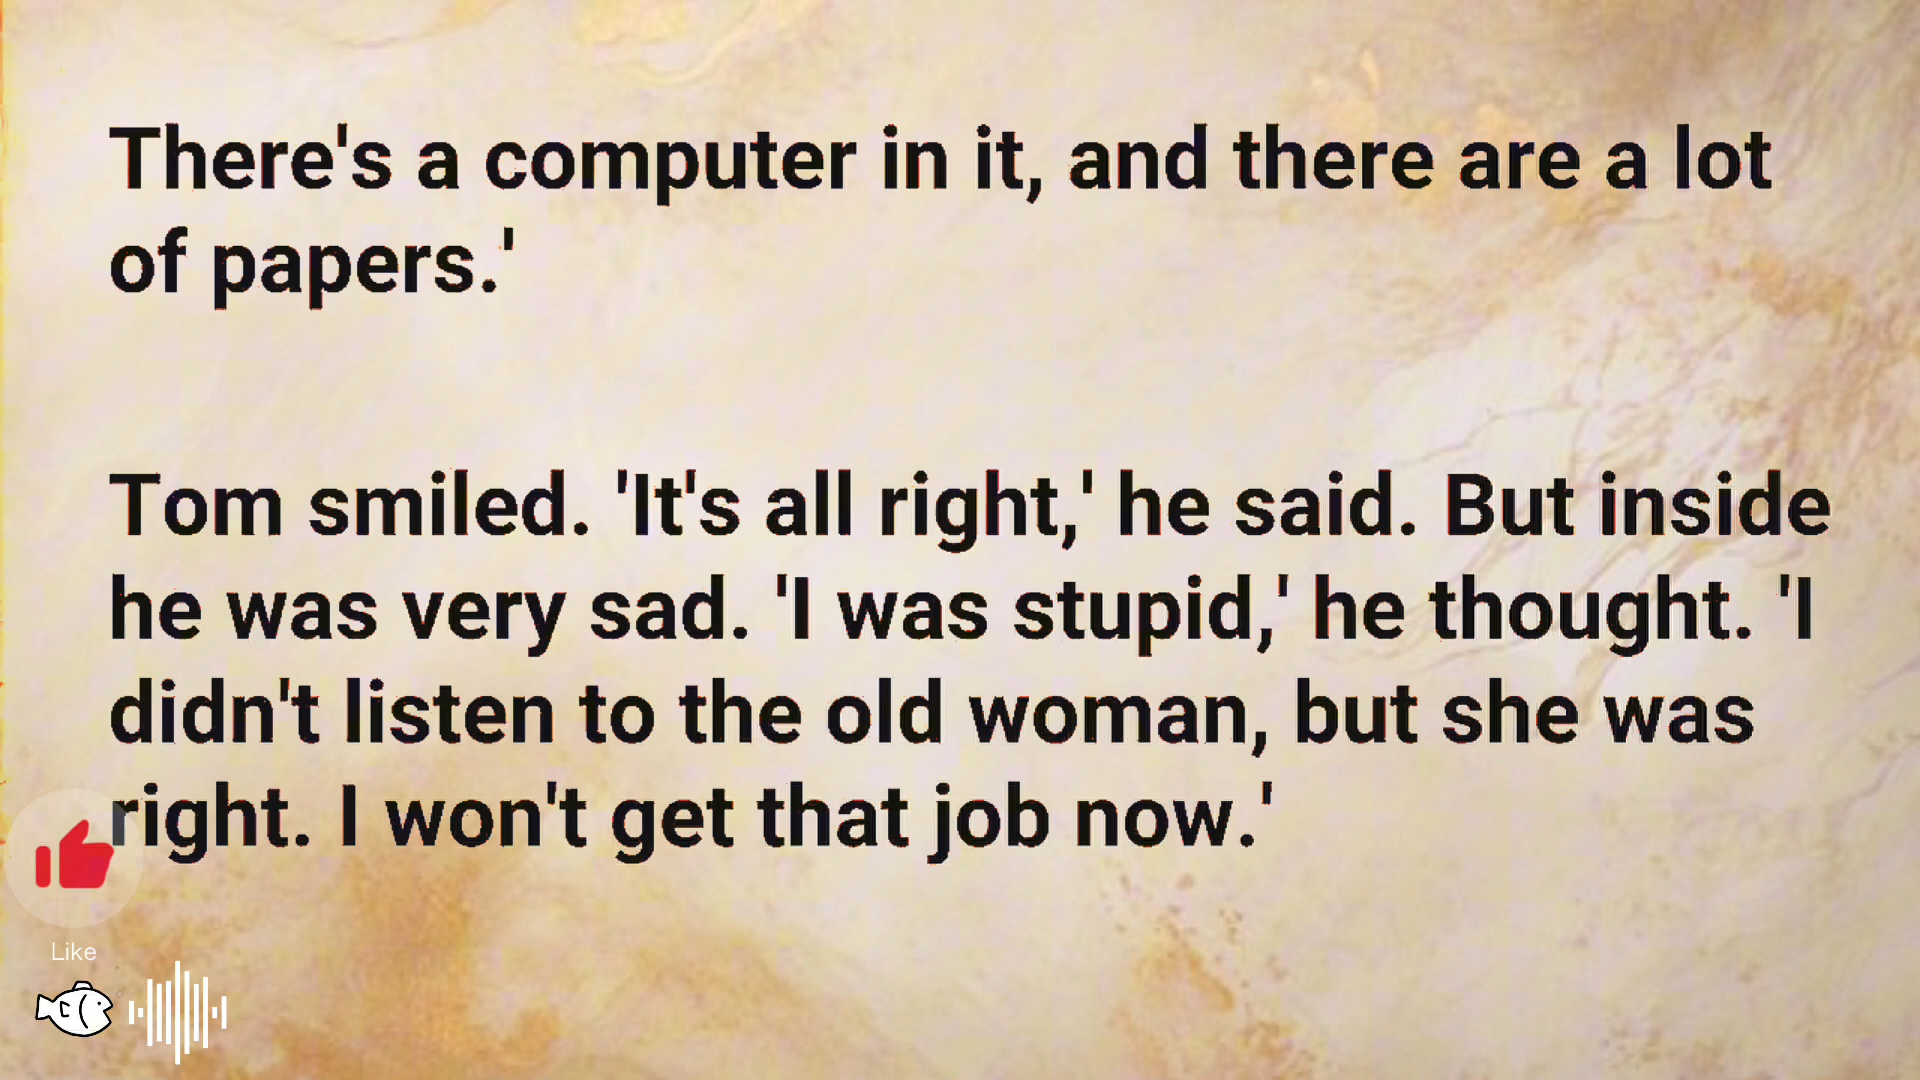 There's a computer in it, and there are a lot
of papers.'
Tom smiled. 'It's all right,' he said. But inside
he was very sad. 'I was stupid,' he thought. 'I
didn't listen to the old woman, but she was
right. I won't get that job now.'
Like